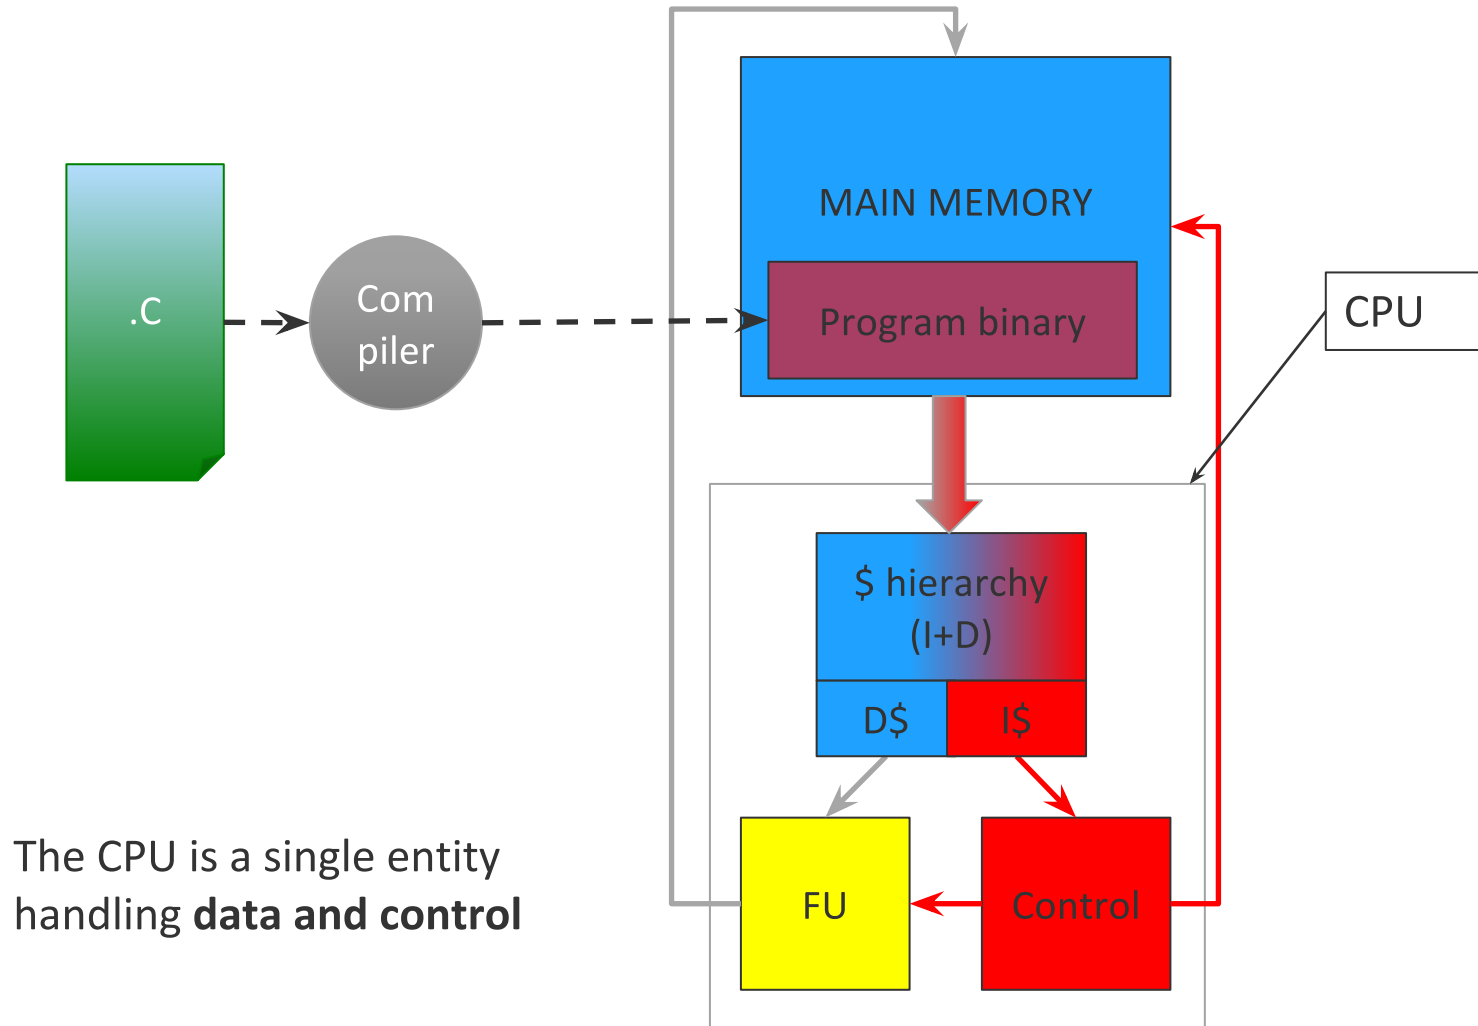 MAIN MEMORY
.C
Com
piler
Program binary
CPU
$ hierarchy
(I+D)
D$
I$
FU
Control
The CPU is a single entity
handling data and control